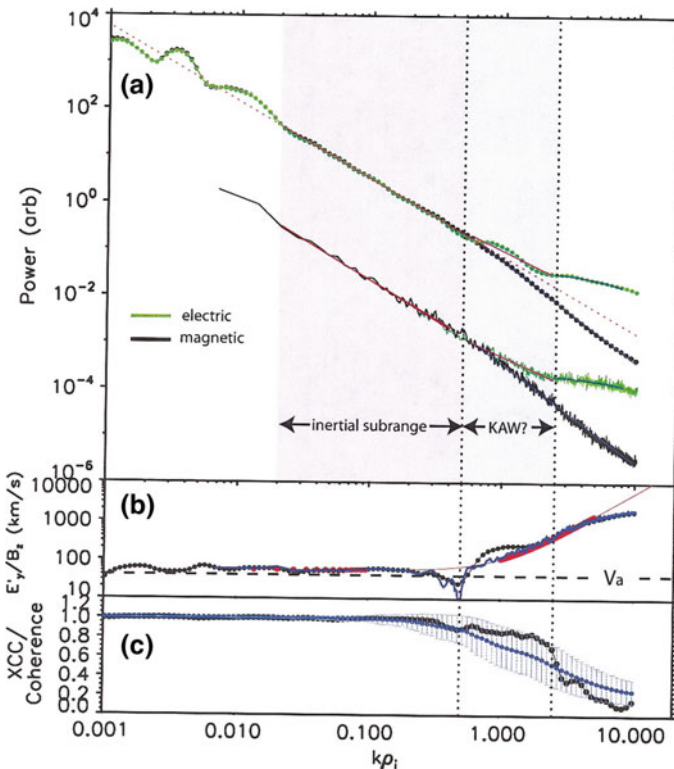 10⁴
(a)
10²
10⁰
10⁻²
10⁻⁴
10⁻⁶
Power (arb)
electric
magnetic
inertial subrange
KAW?
10000
1000
100
10
(b)
E'y/Bz (km/s)
Va
1.0
0.8
0.6
0.4
0.2
0.0
(c)
XCC/
Coherence
0.001
0.010
0.100
1.000
10.000
kρi